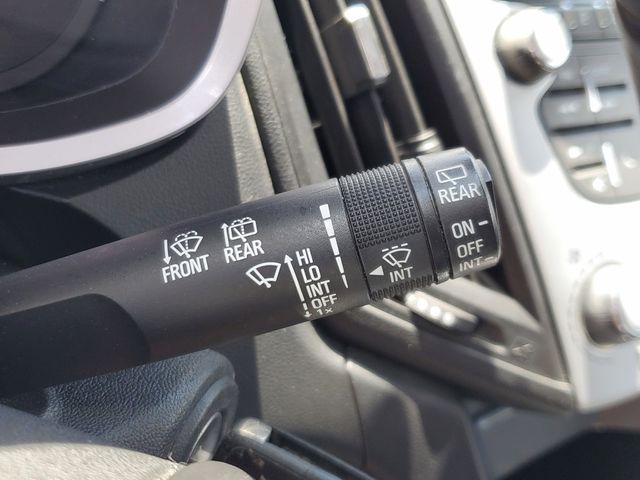 FRONT
REAR
HI
LO
INT
OFF
1x
INT
REAR
ON
OFF
INT